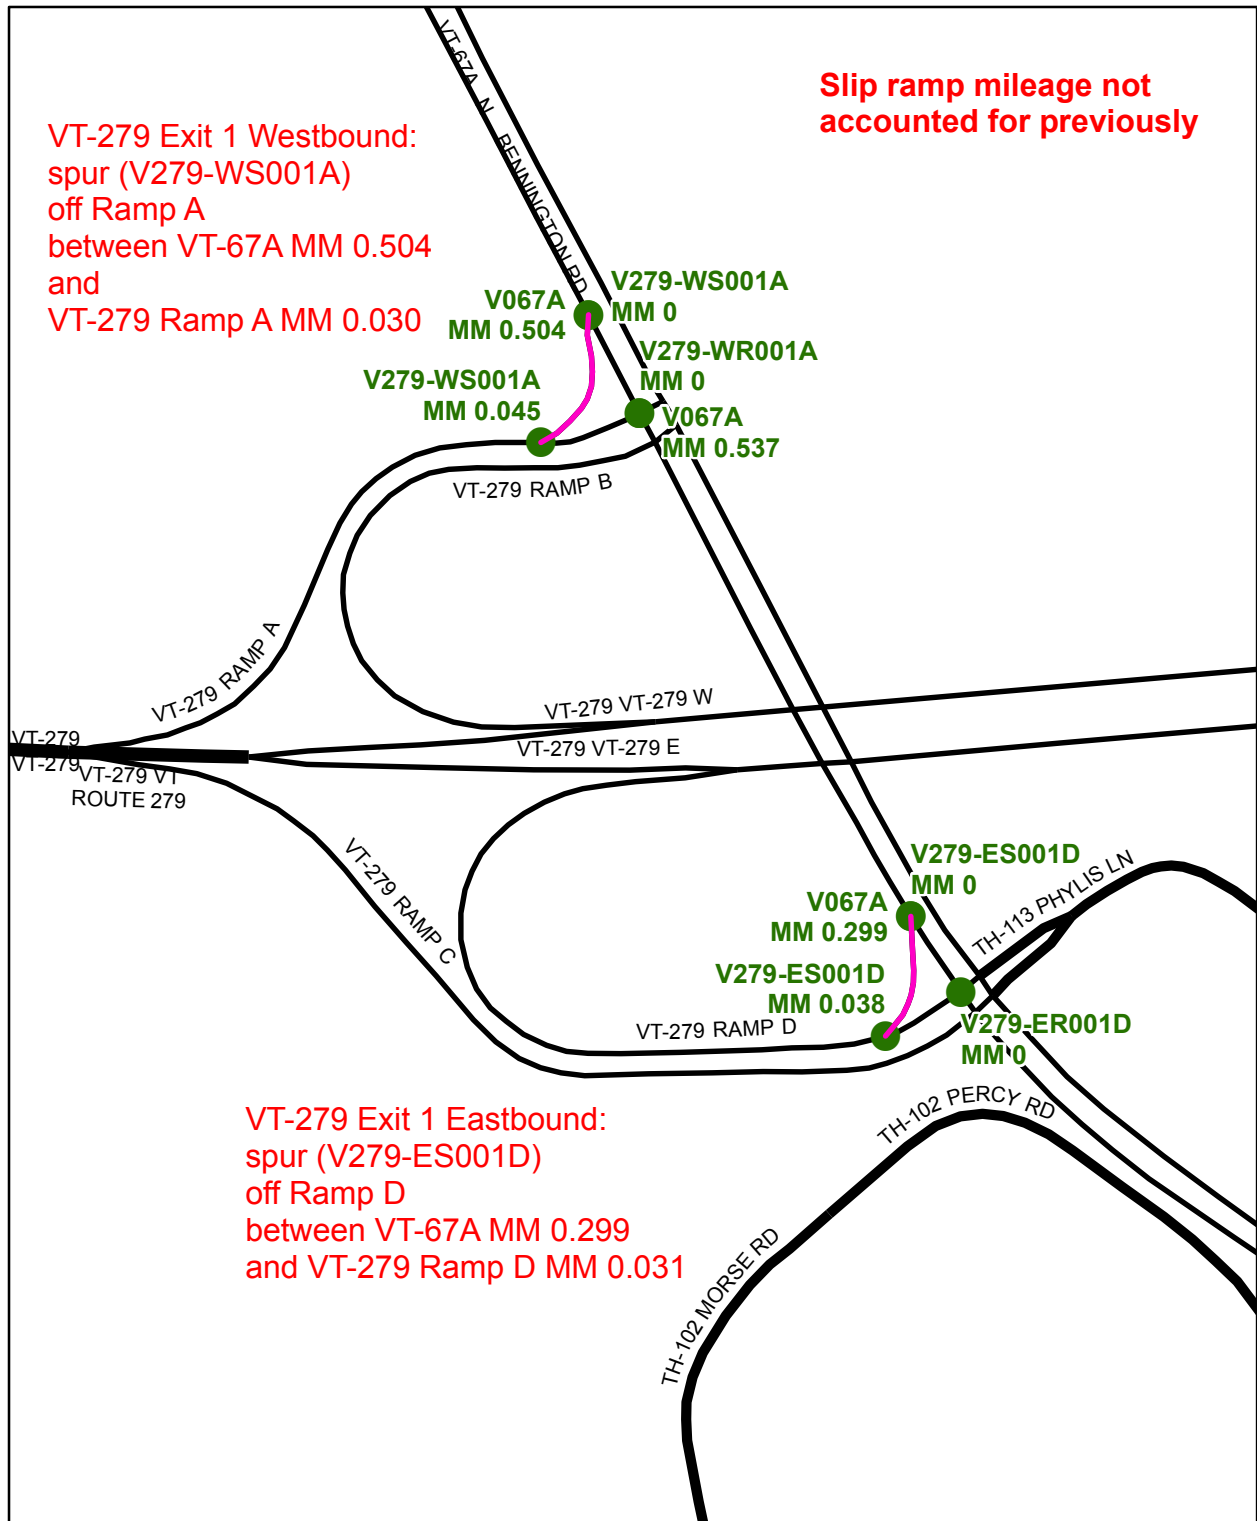 VT-67A N BENNINGTON RD
Slip ramp mileage not
accounted for previously
VT-279 Exit 1 Westbound:
spur (V279-WS001A)
off Ramp A
between VT-67A MM 0.504
and
VT-279 Ramp A MM 0.030
V279-WS001A
MM 0
V067A
MM 0.504
V279-WR001A
MM 0
V279-WS001A
MM 0.045
V067A
MM 0.537
VT-279 RAMP B
VT-279 RAMP A
VT-279 VT-279 W
VT-279
VT-279 VT-279 E
VT-279
VT-279 VT
ROUTE 279
VT-279 RAMP C
V279-ES001D
MM 0
TH-113 PHYLIS LN
V067A
MM 0.299
V279-ES001D
MM 0.038
VT-279 RAMP D
V279-ER001D
MM 0
TH-102 PERCY RD
VT-279 Exit 1 Eastbound:
spur (V279-ES001D)
off Ramp D
between VT-67A MM 0.299
and VT-279 Ramp D MM 0.031
TH-102 MORSE RD